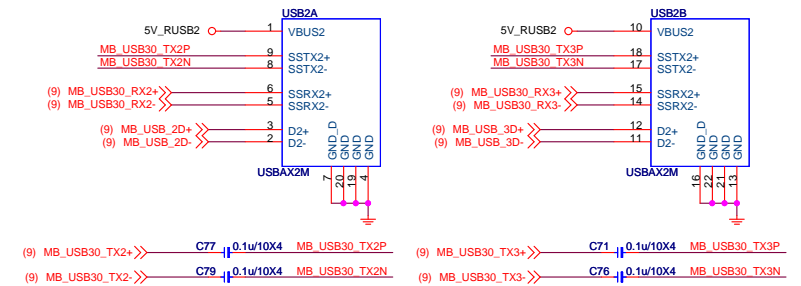 USB2A
5V_RUSB2 1 VBUS2
MB_USB30_TX2P 9 SSTX2+
MB_USB30_TX2N 8 SSTX2-
(9) MB_USB30_RX2+ 6 SSRX2+
(9) MB_USB30_RX2- 5 SSRX2-
(9) MB_USB_2D+ 3 D2+
(9) MB_USB_2D- 2 D2-
GND_D GND GND GND
USBAX2M
7 20 19 4
USB2B
5V_RUSB2 10 VBUS2
MB_USB30_TX3P 18 SSTX2+
MB_USB30_TX3N 17 SSTX2-
(9) MB_USB30_RX3+ 15 SSRX2+
(9) MB_USB30_RX3- 14 SSRX2-
(9) MB_USB_3D+ 12 D2+
(9) MB_USB_3D- 11 D2-
GND_D GND GND GND
USBAX2M
16 22 21 13
(9) MB_USB30_TX2+ C77 0.1u/10X4 MB_USB30_TX2P
(9) MB_USB30_TX2- C79 0.1u/10X4 MB_USB30_TX2N
(9) MB_USB30_TX3+ C71 0.1u/10X4 MB_USB30_TX3P
(9) MB_USB30_TX3- C76 0.1u/10X4 MB_USB30_TX3N